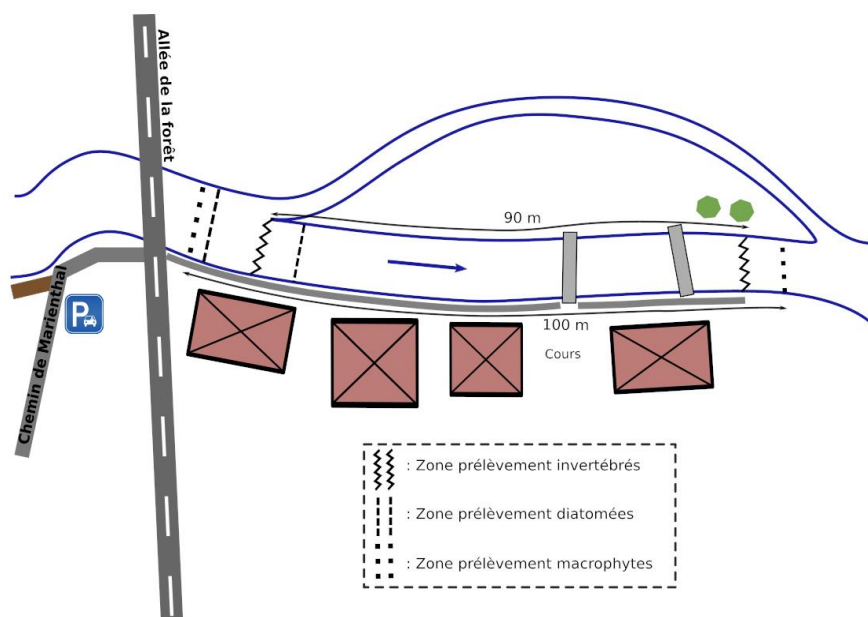 Allée de la forêt
90 m
P
100 m
Cours
Chemin de Marienthal
: Zone prélèvement invertébrés
: Zone prélèvement diatomées
: Zone prélèvement macrophytes